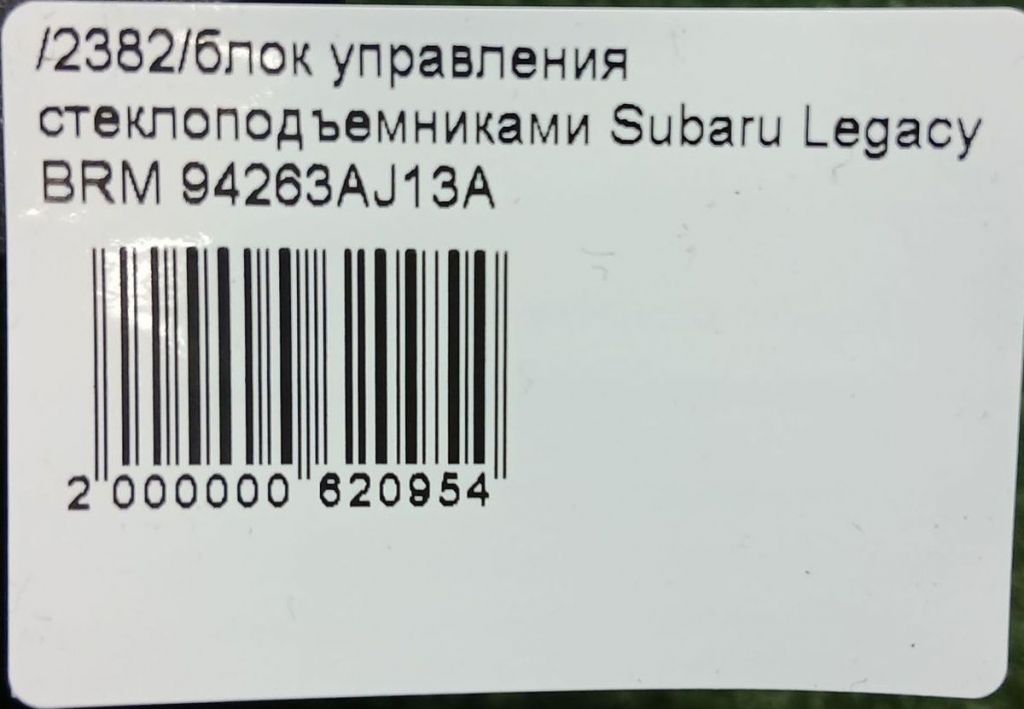 /2382/блок управления
стеклоподъемниками Subaru Legacy
BRM 94263AJ13A
2 000000 620954